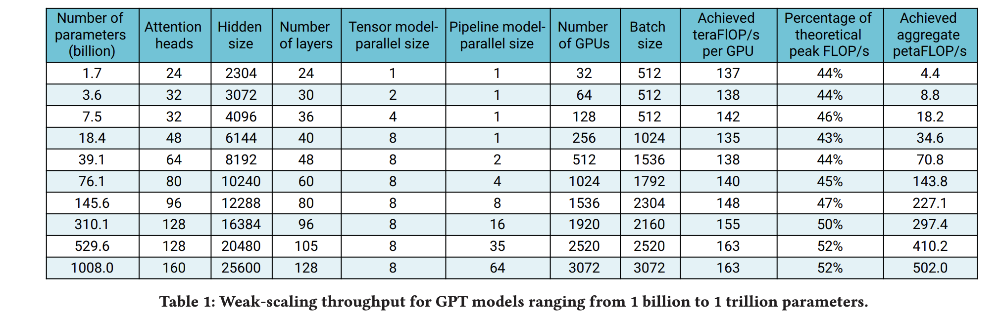 Number of parameters (billion) Attention heads Hidden size Number of layers Tensor model-parallel size Pipeline model-parallel size Number of GPUs Batch size Achieved teraFlOP/s per GPU Percentage of theoretical peak FLOP/s Achieved aggregate petaFLOP/s
1.7 24 2304 24 1 1 32 512 137 44% 4.4
3.6 32 3072 30 2 1 64 512 138 44% 8.8
7.5 32 4096 36 4 1 128 512 142 46% 18.2
18.4 48 6144 40 8 1 256 1024 135 43% 34.6
39.1 64 8192 48 8 2 512 1536 138 44% 70.8
76.1 80 10240 60 8 4 1024 1792 140 45% 143.8
145.6 96 12288 80 8 8 1536 2304 148 47% 227.1
310.1 128 16384 96 8 16 1920 2160 155 50% 297.4
529.6 128 20480 105 8 35 2520 2520 163 52% 410.2
1008.0 160 25600 128 8 64 3072 3072 163 52% 502.0
Table 1: Weak-scaling throughput for GPT models ranging from 1 billion to 1 trillion parameters.